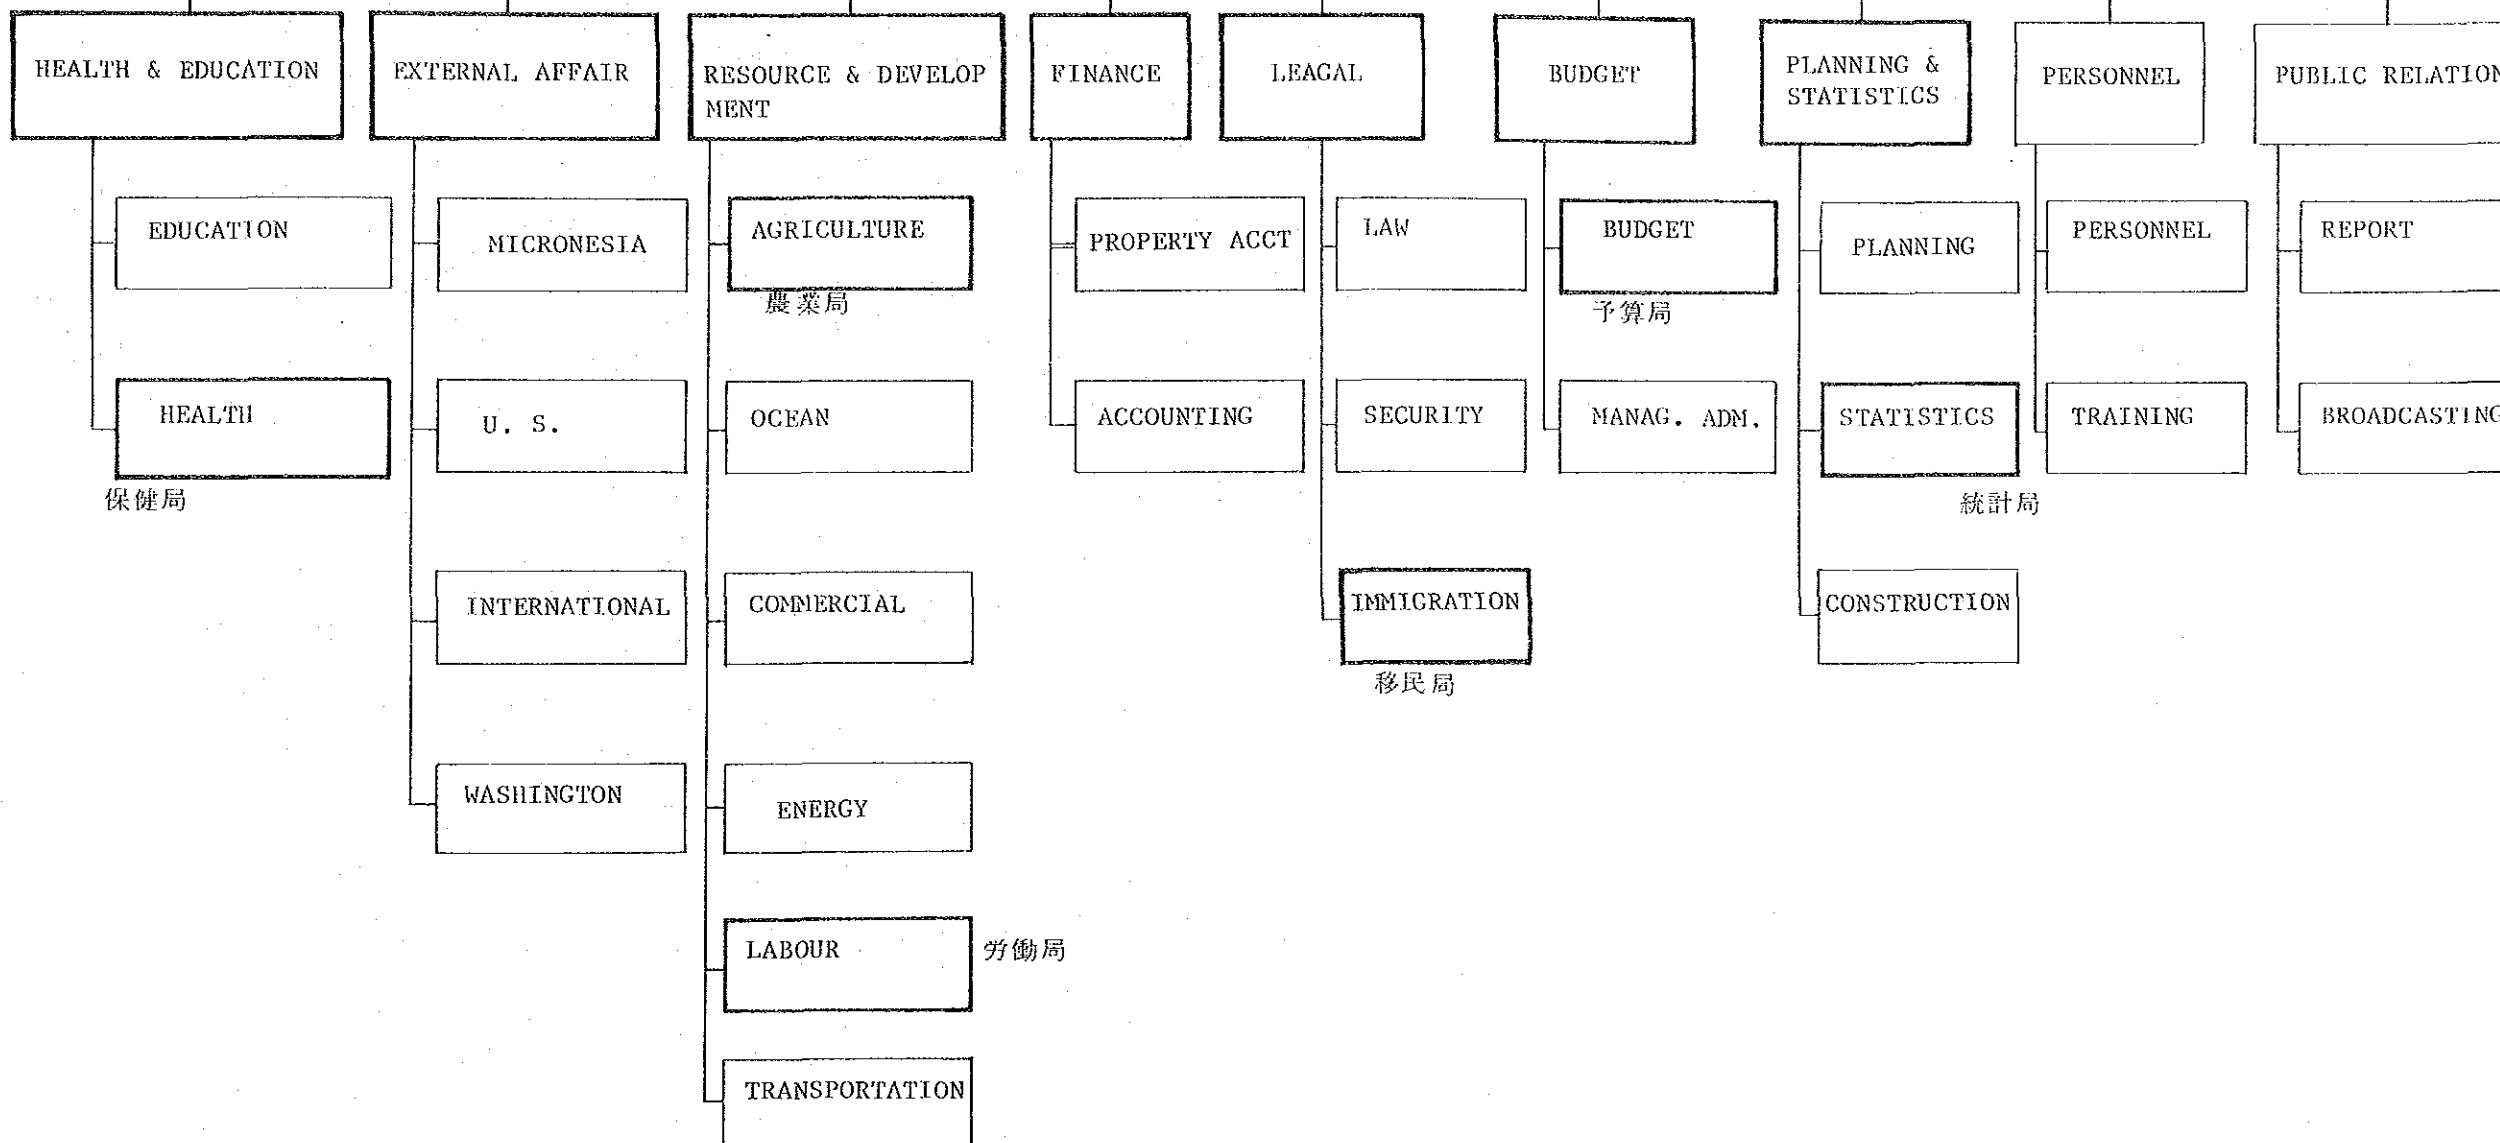 HEALTH & EDUCATION
EXTERNAL AFFAIR
RESOURCE & DEVELOP
MENT
FINANCE
LEAGAL
BUDGET
PLANNING &
STATISTICS
PERSONNEL
PUBLIC RELATION
EDUCATION
MICRONESIA
AGRICULTURE
農業局
PROPERTY ACCT
LAW
BUDGET
予算局
PLANNING
PERSONNEL
REPORT
HEALTH
保健局
U. S.
OCEAN
ACCOUNTING
SECURITY
MANAG. ADM.
STATISTICS
統計局
TRAINING
BROADCASTING
INTERNATIONAL
COMMERCIAL
IMMIGRATION
移民局
CONSTRUCTION
WASHINGTON
ENERGY
LABOUR
労働局
TRANSPORTATION